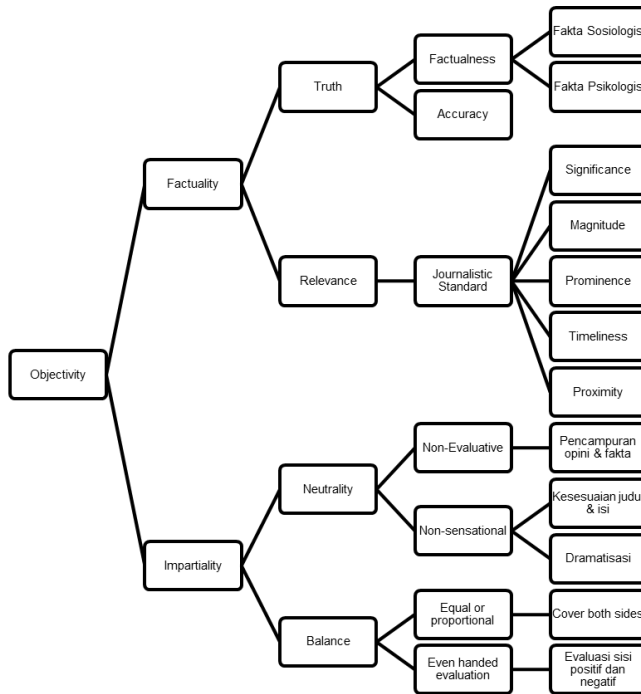 Fakta Sosiologis
Factualness
Fakta Psikologis
Truth
Accuracy
Factuality
Significance
Magnitude
Relevance
Journalistic
Standard
Prominence
Timeliness
Proximity
Objectivity
Non-Evaluative
Pencampuran
opini & fakta
Neutrality
Kesesuaian judu
& isi
Non-sensational
Dramatisasi
Impartiality
Equal or
proportional
Cover both sides
Balance
Even handed
evaluation
Evaluasi sisi
positif dan
negatif